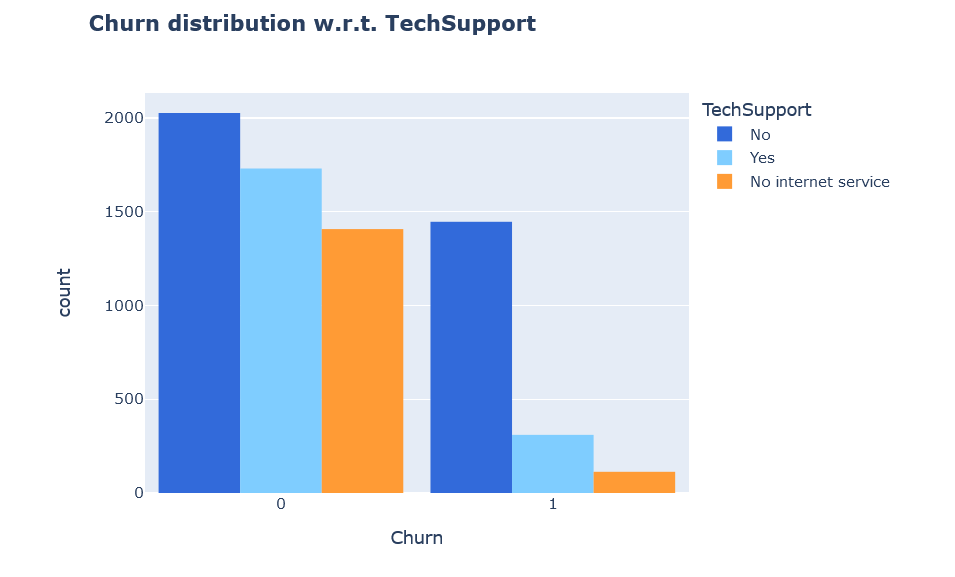 Churn distribution w.r.t. TechSupport
TechSupport
No
Yes
No internet service
2000
1500
1000
500
0
count
0
1
Churn